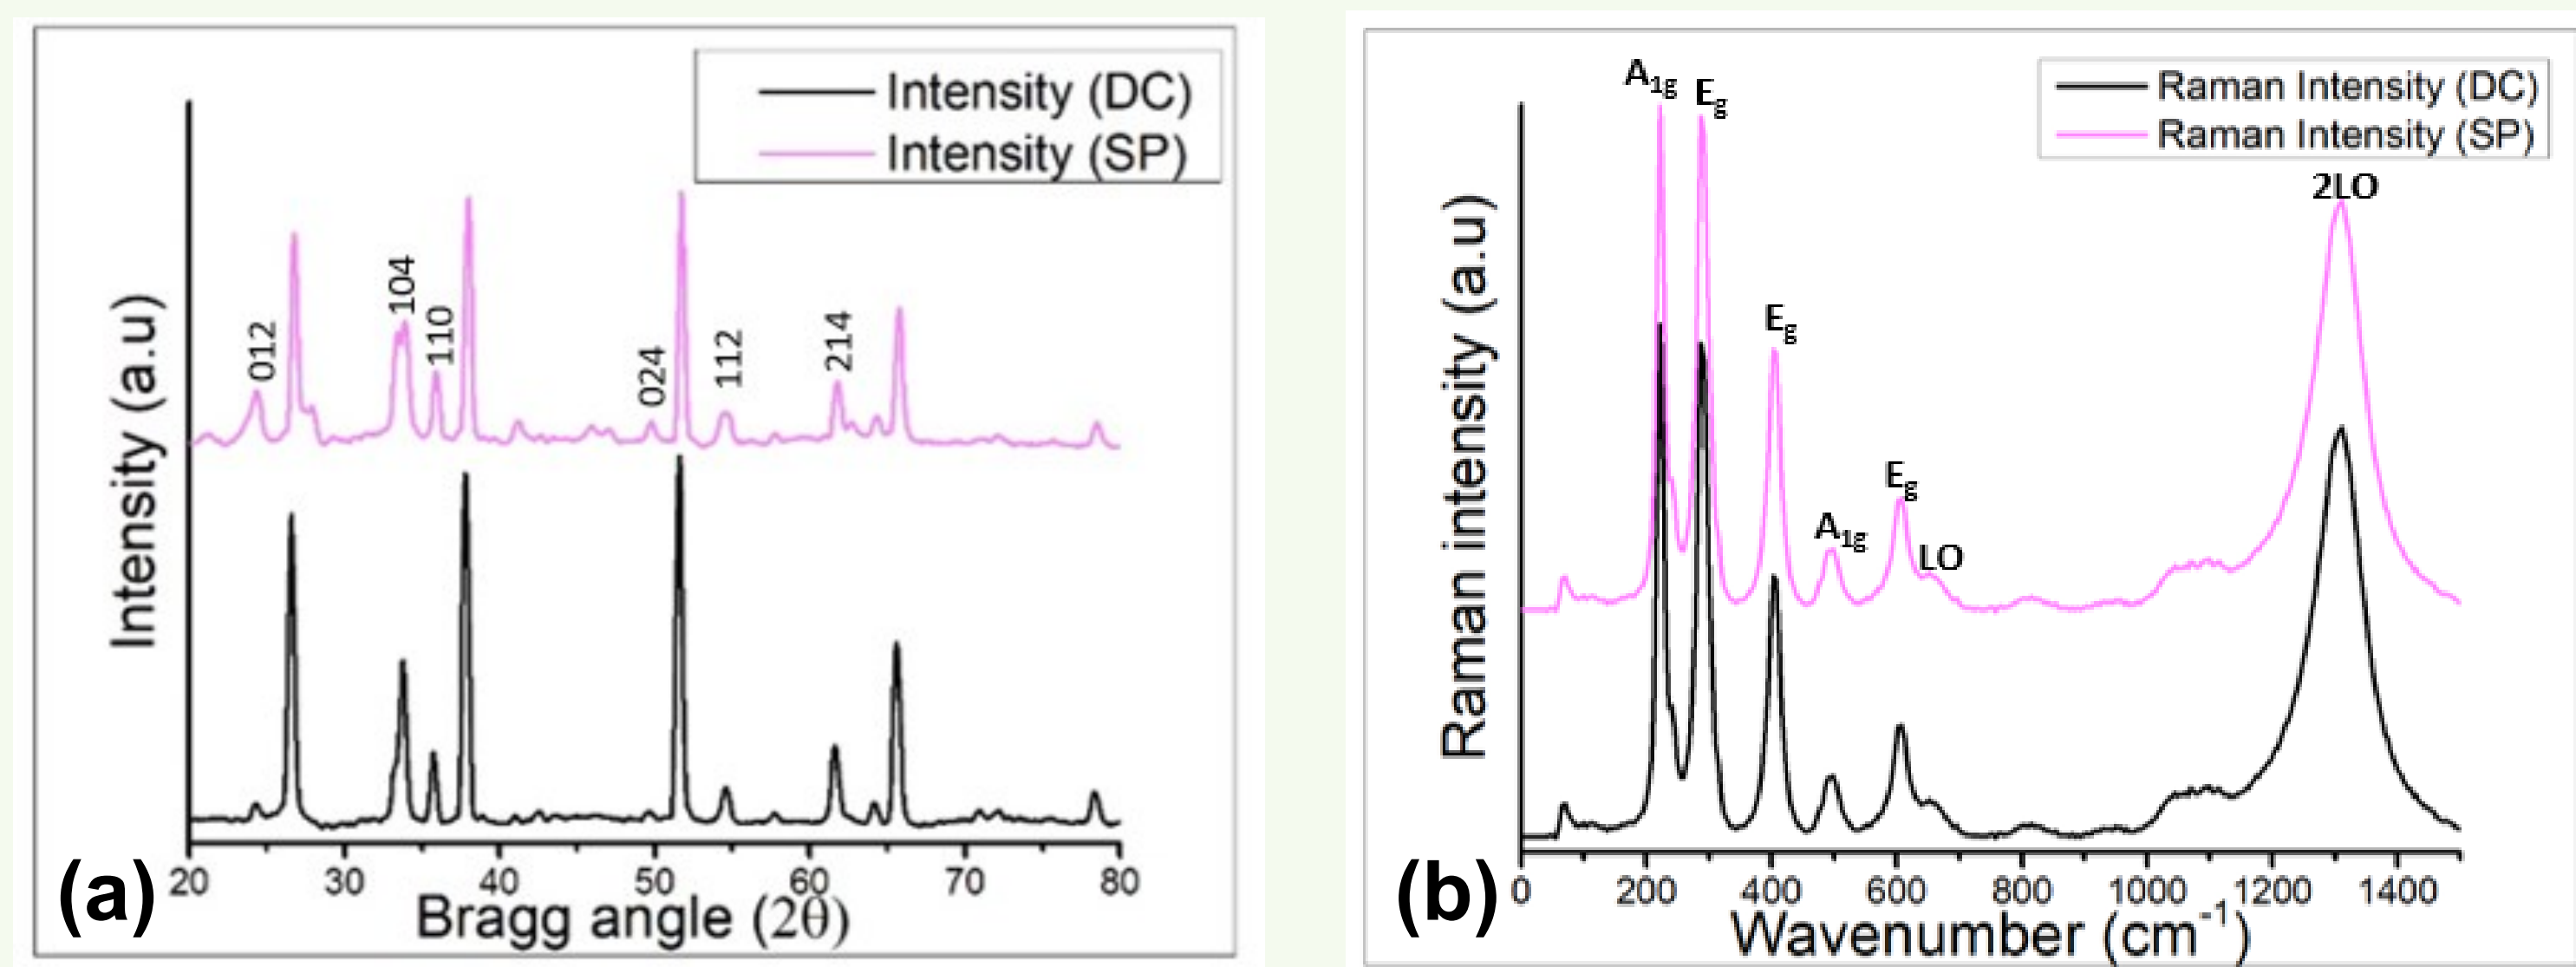 Intensity (DC)
Intensity (SP)
012
104
110
024
112
214
Intensity (a.u)
20 30 40 50 60 70 80
Bragg angle (2θ)
(a)
Raman Intensity (DC)
Raman Intensity (SP)
A1g
Eg
Eg
A1g
Eg
LO
2LO
Raman intensity (a.u)
0 200 400 600 800 1000 1200 1400
Wavenumber (cm-1)
(b)